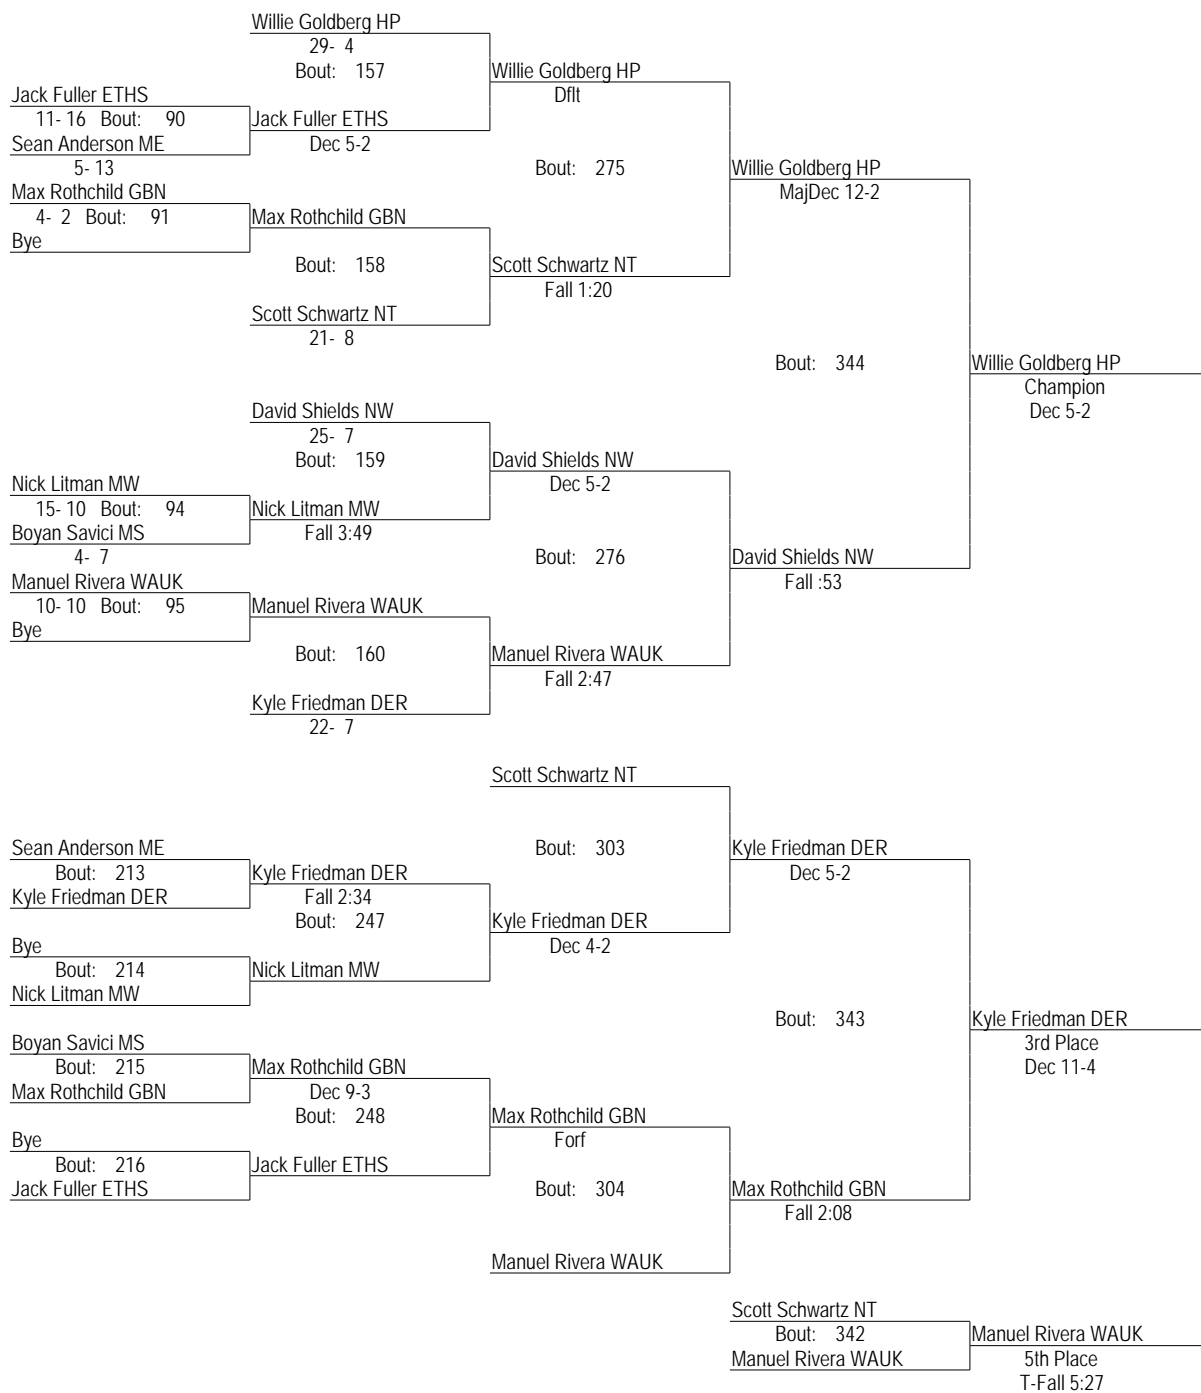 Willie Goldberg HP
29- 4
Bout: 157
Willie Goldberg HP
Dflt
Jack Fuller ETHS
11- 16 Bout: 90
Jack Fuller ETHS
Dec 5-2
Sean Anderson ME
5- 13
Bout: 275
Willie Goldberg HP
MajDec 12-2
Max Rothchild GBN
4- 2 Bout: 91
Max Rothchild GBN
Bye
Bout: 158
Scott Schwartz NT
Fall 1:20
Scott Schwartz NT
21- 8
Bout: 344
Willie Goldberg HP
Champion
Dec 5-2
David Shields NW
25- 7
Bout: 159
David Shields NW
Dec 5-2
Nick Litman MW
15- 10 Bout: 94
Nick Litman MW
Fall 3:49
Boyan Savici MS
4- 7
Bout: 276
David Shields NW
Fall :53
Manuel Rivera WAUK
10- 10 Bout: 95
Manuel Rivera WAUK
Bye
Bout: 160
Manuel Rivera WAUK
Fall 2:47
Kyle Friedman DER
22- 7
Scott Schwartz NT
Bout: 303
Kyle Friedman DER
Dec 5-2
Sean Anderson ME
Bout: 213
Kyle Friedman DER
Kyle Friedman DER
Fall 2:34
Bout: 247
Kyle Friedman DER
Dec 4-2
Bye
Bout: 214
Nick Litman MW
Nick Litman MW
Bout: 343
Kyle Friedman DER
3rd Place
Dec 11-4
Boyan Savici MS
Bout: 215
Max Rothchild GBN
Max Rothchild GBN
Dec 9-3
Bout: 248
Max Rothchild GBN
Forf
Bye
Bout: 216
Jack Fuller ETHS
Jack Fuller ETHS
Bout: 304
Max Rothchild GBN
Fall 2:08
Manuel Rivera WAUK
Scott Schwartz NT
Bout: 342
Manuel Rivera WAUK
Manuel Rivera WAUK
5th Place
T-Fall 5:27